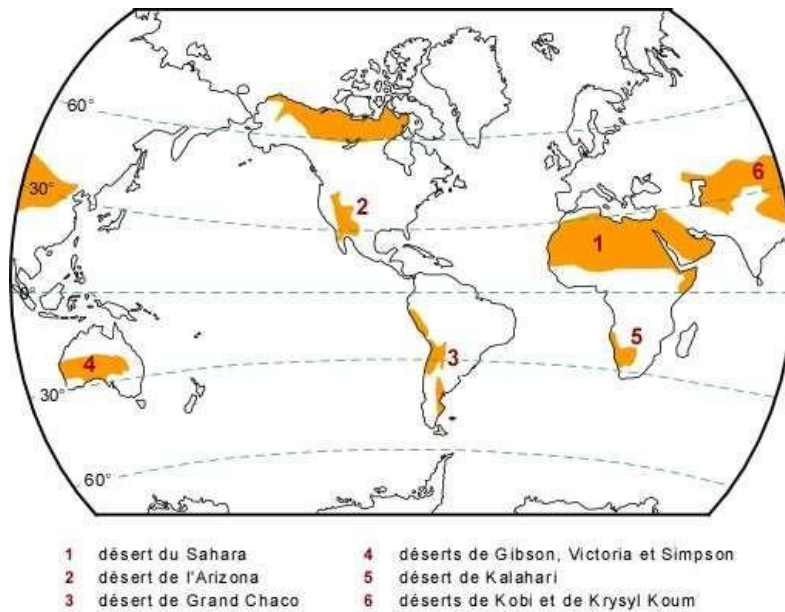 60°
30°
6
2
1
0°
4
3
5
30°
60°
1 désert du Sahara
2 désert de l'Arizona
3 désert de Grand Chaco
4 déserts de Gibson, Victoria et Simpson
5 désert de Kalahari
6 déserts de Kobi et de Krysyl Koum